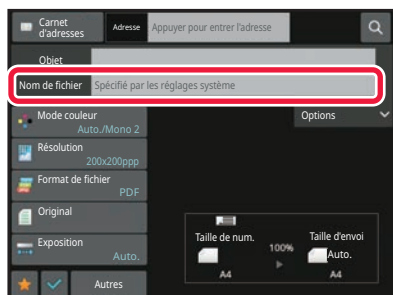 Carnet
d'adresses
Adresse
Appuyer pour entrer l'adresse
Objet
Nom de fichier
Spécifié par les réglages système
Mode couleur
Auto./Mono 2
Options
Résolution
200x200ppp
Format de fichier
PDF
Original
Exposition
Auto.
Taille de num.
100%
Taille d'envoi
Auto.
A4
A4
Autres